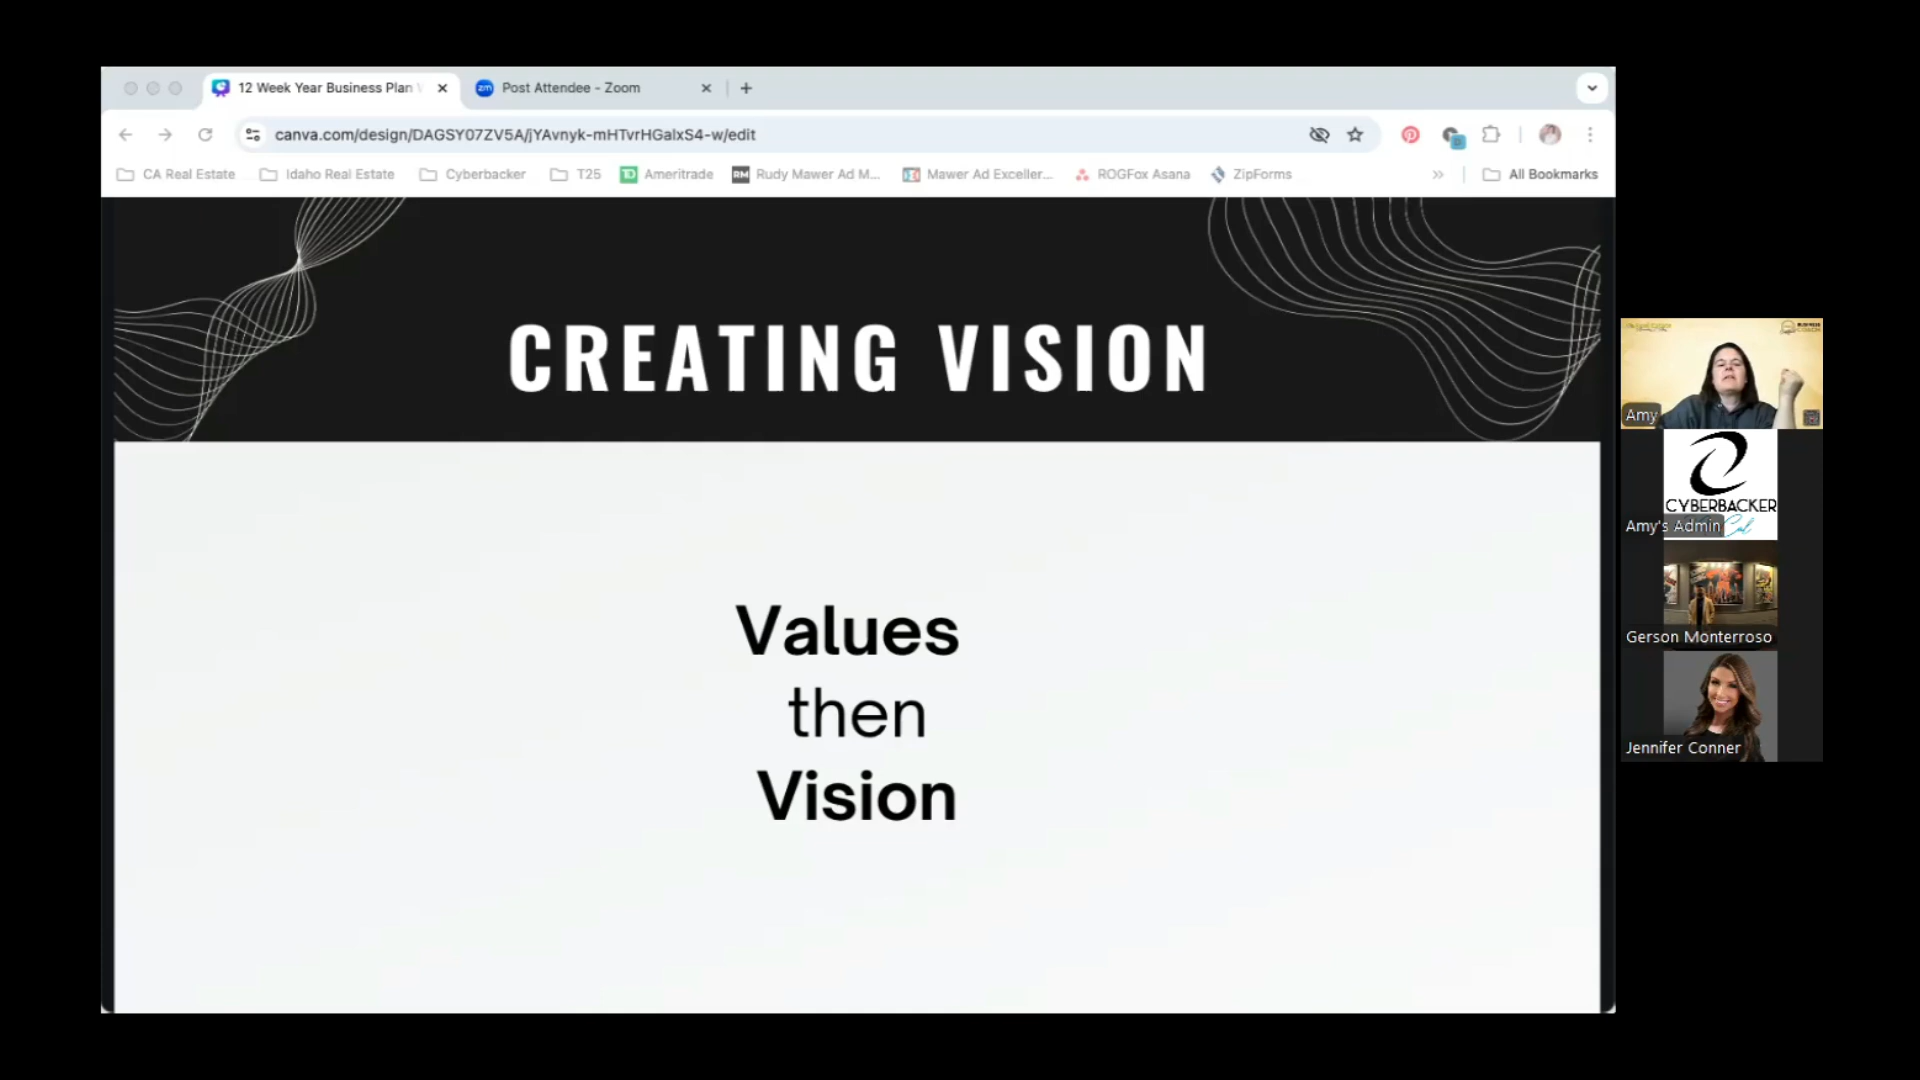 12 Week Year Business Plan
Post Attendee - Zoom
canva.com/design/DAGSY07ZV5A/jYAvnyk-mHTvrHGalxS4-w/edit
CA Real Estate
Idaho Real Estate
Cyberbacker
T25
TD
Ameritrade
RM
Rudy Mawer Ad M...
Mawer Ad Exceller...
ROGFox Asana
ZipForms
All Bookmarks
CREATING VISION
Values
then
Vision
Amy
CYBERBACKER
Amy's Admin
Gerson Monterroso
Jennifer Conner